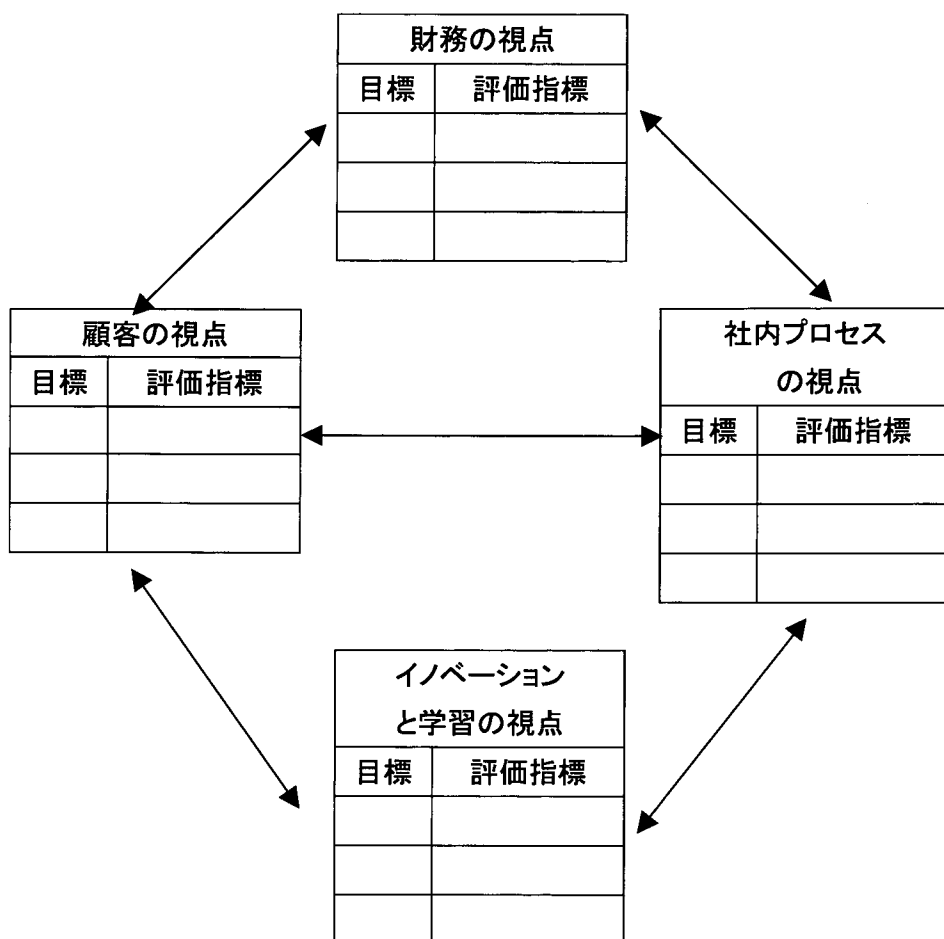 財務の視点
目標 評価指標
顧客の視点
目標 評価指標
社内プロセス
の視点
目標 評価指標
イノベーション
と学習の視点
目標 評価指標